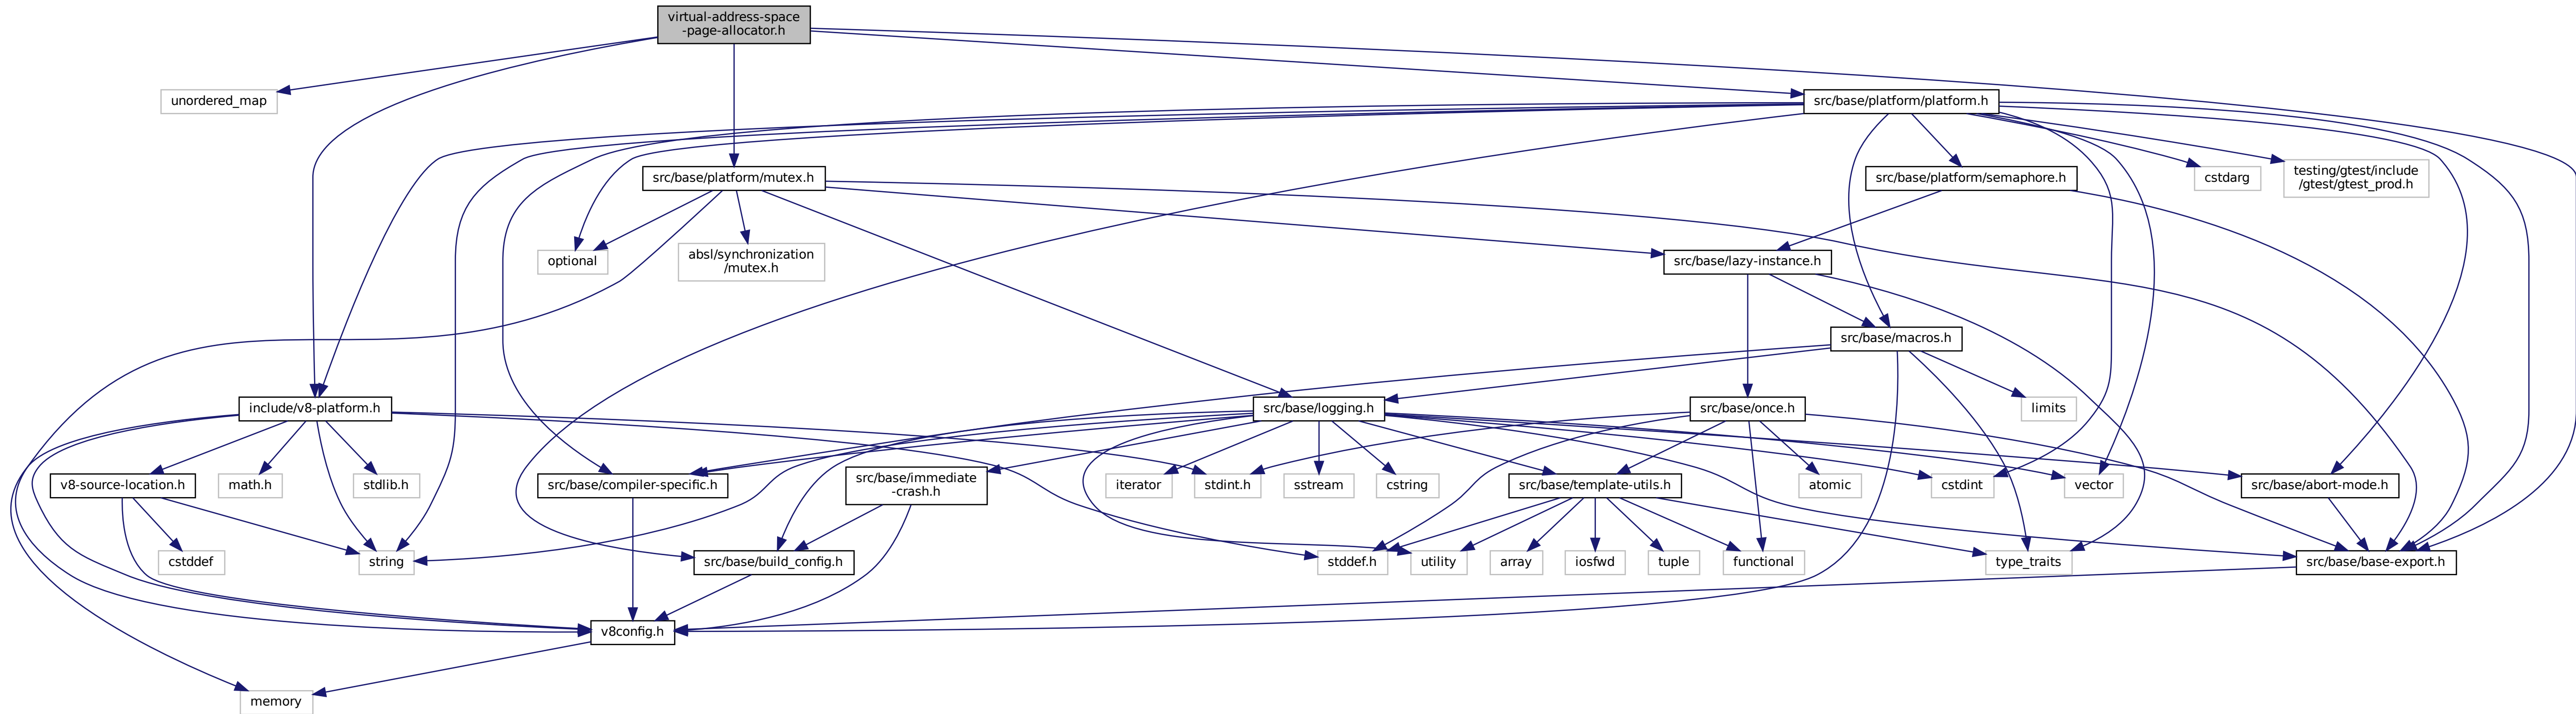 virtual-address-space
-page-allocator.h
unordered_map
src/base/platform/platform.h
src/base/platform/mutex.h
src/base/platform/semaphore.h
cstdarg
testing/gtest/include
/gtest/gtest_prod.h
optional
absl/synchronization
/mutex.h
src/base/lazy-instance.h
src/base/macros.h
include/v8-platform.h
src/base/logging.h
src/base/once.h
limits
v8-source-location.h
math.h
stdlib.h
src/base/compiler-specific.h
src/base/immediate
-crash.h
iterator
stdint.h
sstream
cstring
src/base/template-utils.h
atomic
cstdint
vector
src/base/abort-mode.h
cstddef
string
src/base/build_config.h
stddef.h
utility
array
iosfwd
tuple
functional
type_traits
src/base/base-export.h
v8config.h
memory